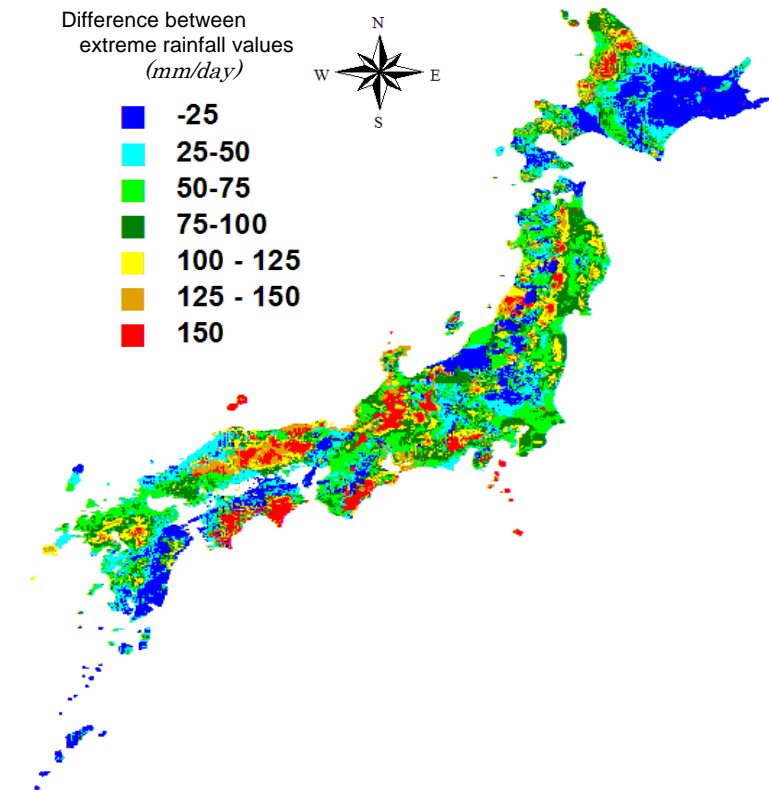 Difference between
extreme rainfall values
(mm/day)
N
W E
S
-25
25-50
50-75
75-100
100 - 125
125 - 150
150